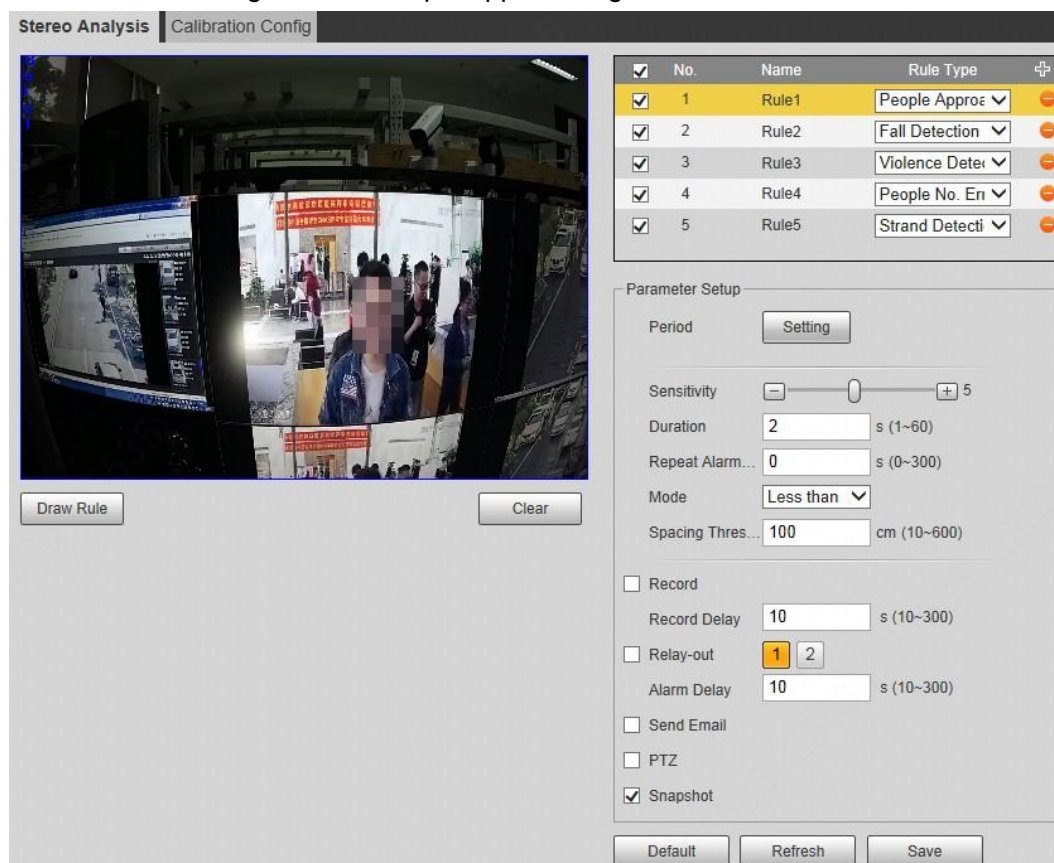 Stereo Analysis Calibration Config
No. Name Rule Type
1 Rule1 People Approa
2 Rule2 Fall Detection
3 Rule3 Violence Detec
4 Rule4 People No. Err
5 Rule5 Strand Detecti
Parameter Setup
Period Setting
Sensitivity 5
Duration 2 s (1~60)
Repeat Alarm... 0 s (0~300)
Mode Less than
Spacing Thres... 100 cm (10~600)
Draw Rule Clear
Record
Record Delay 10 s (10~300)
Relay-out 1 2
Alarm Delay 10 s (10~300)
Send Email
PTZ
Snapshot
Default Refresh Save